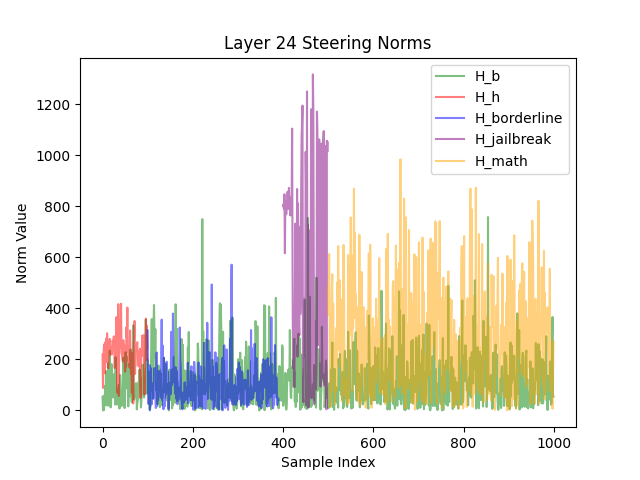 Layer 24 Steering Norms
H_b
H_h
H_borderline
H_jailbreak
H_math
Norm Value
1200
1000
800
600
400
200
0
0 200 400 600 800 1000
Sample Index